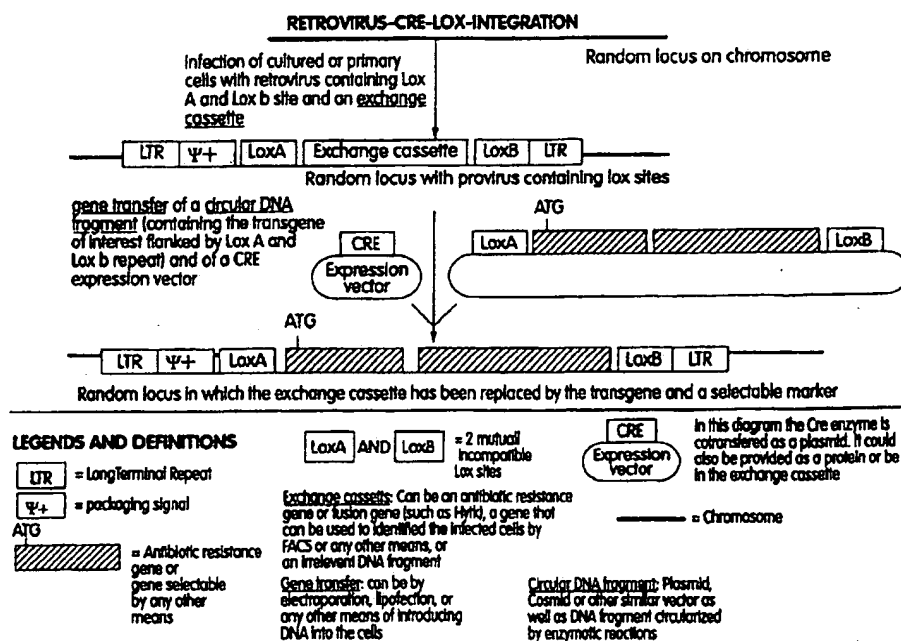 RETROVIRUS-CRE-LOX-INTEGRATION
Infection of cultured or primary
cells with retrovirus containing Lox
A and Lox b site and an exchange
cassette
Random locus on chromosome
LTR Ψ+ LoxA Exchange cassette LoxB LTR
Random locus with provirus containing lox sites
gene transfer of a circular DNA
fragment (containing the transgene
of interest flanked by Lox A and
Lox b repeat) and of a CRE
expression vector
CRE
Expression
vector
ATG
LoxA LoxB
ATG
LTR Ψ+ LoxA LoxB LTR
Random locus in which the exchange cassette has been replaced by the transgene and a selectable marker
LEGENDS AND DEFINITIONS
LTR = LongTerminal Repeat
Ψ+ = packaging signal
ATG
= Antibiotic resistance
gene or
gene selectable
by any other
means
LoxA AND LoxB = 2 mutuall
incompatible
Lox sites
Exchange cassette: Can be an antibiotic resistance
gene or fusion gene (such as Hytk), a gene that
can be used to identified the infected cells by
FACS or any other means, or
an irrelevent DNA fragment
Gene transfer: can be by
electroporation, lipofection, or
any other means of introducing
DNA into the cells
CRE
Expression
vector
In this diagram the Cre enzyme is
cotransfered as a plasmid. It could
also be provided as a protein or be
in the exchange cassette
= Chromosome
Circular DNA fragment: Plasmid,
Cosmid or other similar vector as
well as DNA fragment circularized
by enzymatic reactions